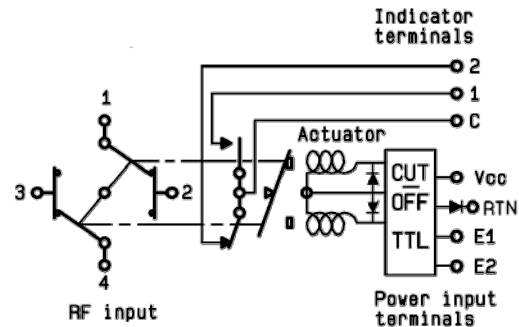 Indicator
terminals
2
1
C
Actuator
1
3
2
4
CUT
OFF
TTL
Vcc
RTN
E1
E2
RF input
Power input
terminals